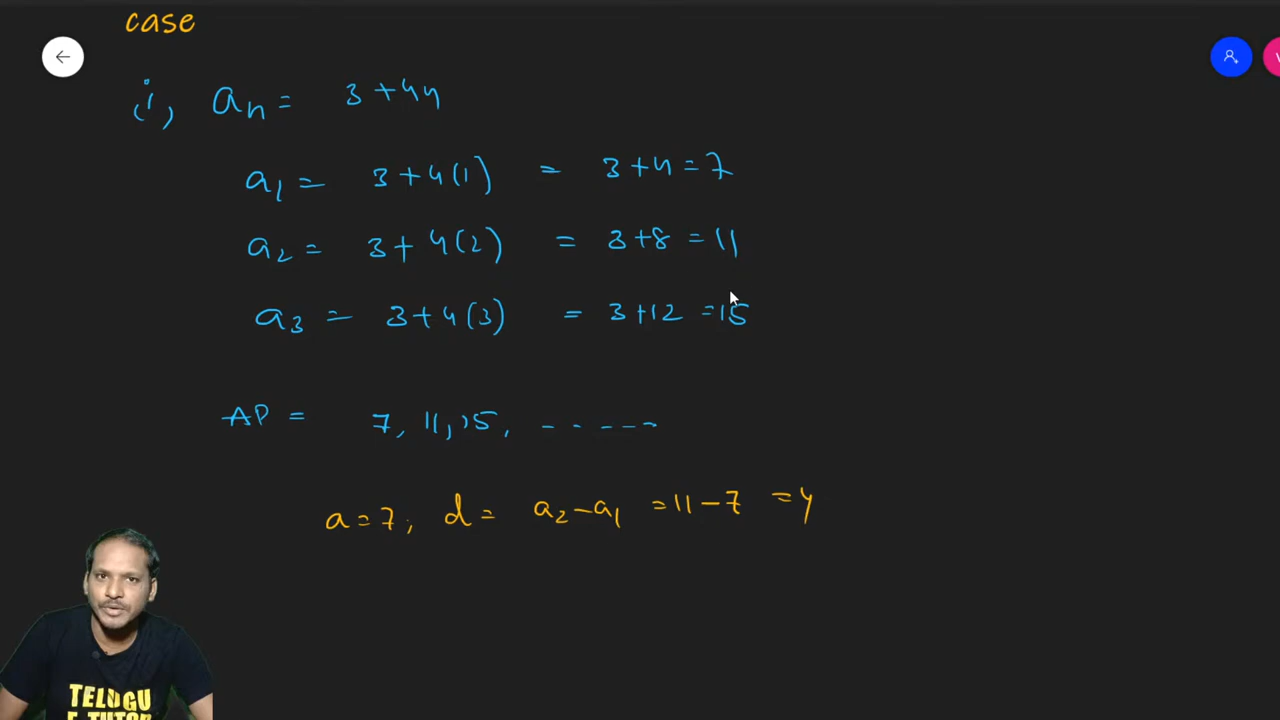 case
i, an = 3+4n
a1 = 3+4(1) = 3+4=7
a2 = 3+ 4(2) = 3+8 =11
a3 = 3+4(3) = 3+12 =15
AP = 7, 11, 15, ------
a=7, d= a2-a1 =11-7 =4
TELUGU
E-TUTOR